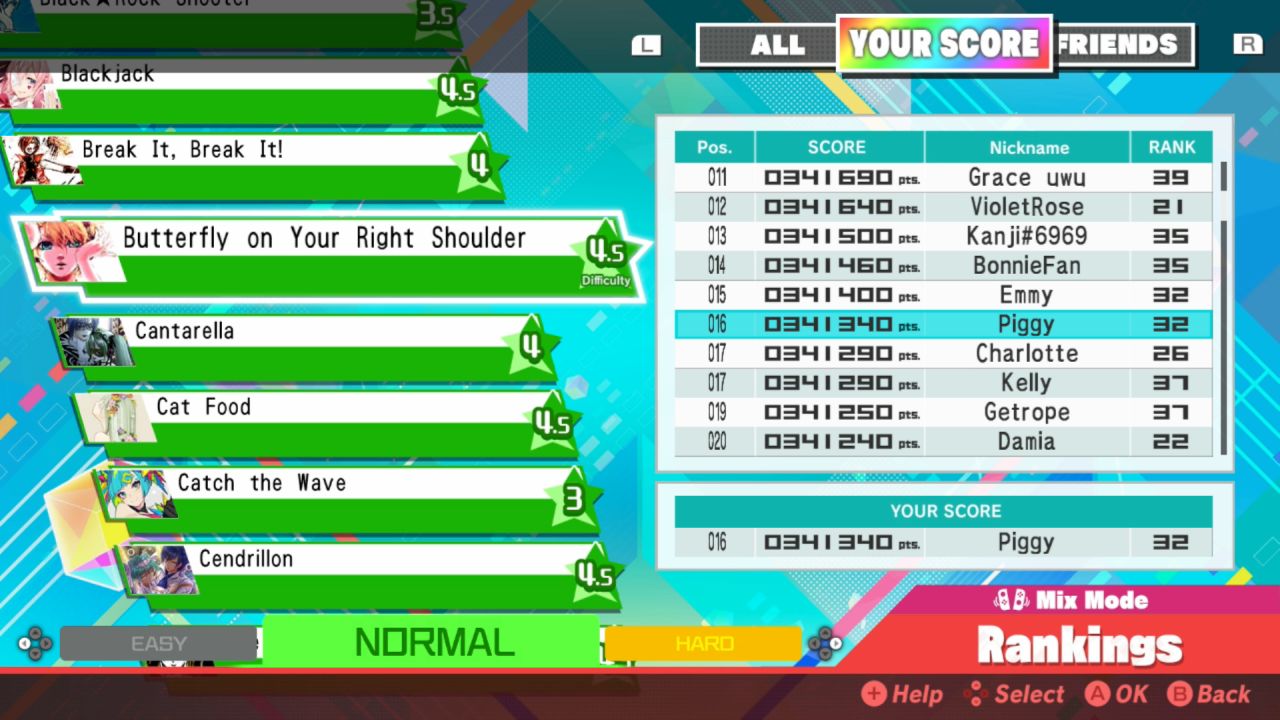 Black★Rock Shooter
3.5
Blackjack
4.5
Break It, Break It!
4
Butterfly on Your Right Shoulder
4.5
Difficulty
Cantarella
4
Cat Food
4.5
Catch the Wave
3
Cendrillon
4.5
EASY
NORMAL
HARD
L
ALL
YOUR SCORE
FRIENDS
R
Pos. SCORE Nickname RANK
011 0341690 pts. Grace uwu 39
012 0341640 pts. VioletRose 21
013 0341500 pts. Kanji#6969 35
014 0341460 pts. BonnieFan 35
015 0341400 pts. Emmy 32
016 0341340 pts. Piggy 32
017 0341290 pts. Charlotte 26
017 0341290 pts. Kelly 37
019 0341250 pts. Getrope 37
020 0341240 pts. Damia 22
YOUR SCORE
016 0341340 pts. Piggy 32
Mix Mode
Rankings
+ Help Select A OK B Back